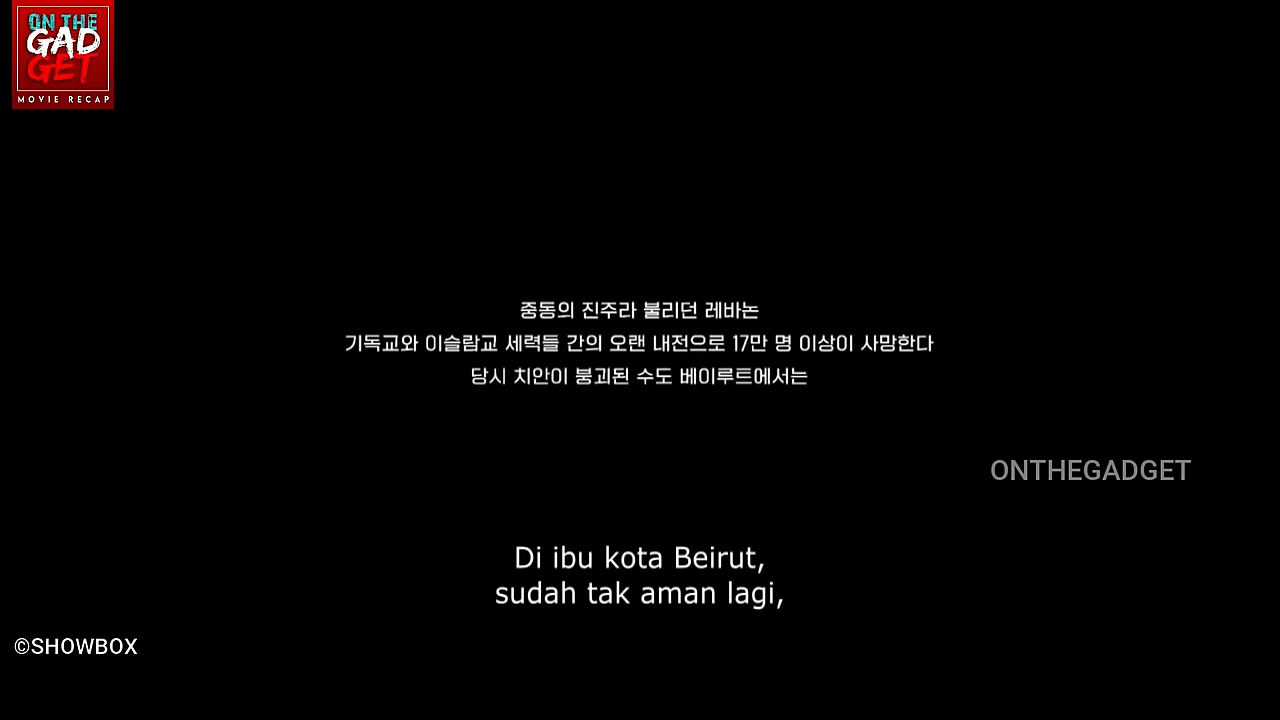 ON THE
GAD
GET
MOVIE RECAP
중동의 진주라 불리던 레바논
기독교와 이슬람교 세력들 간의 오랜 내전으로 17만 명 이상이 사망한다
당시 치안이 붕괴된 수도 베이루트에서는
ONTHEGADGET
Di ibu kota Beirut,
sudah tak aman lagi,
©SHOWBOX